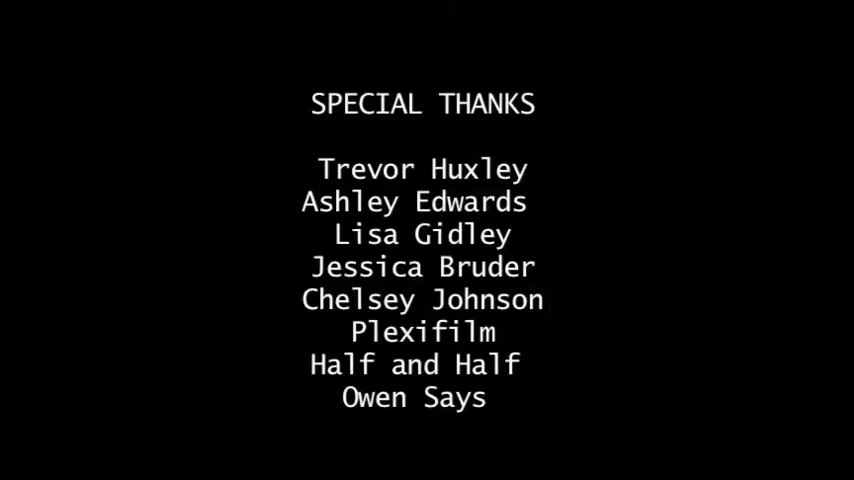 SPECIAL THANKS
Trevor Huxley
Ashley Edwards
Lisa Gidley
Jessica Bruder
Chelsey Johnson
Plexifilm
Half and Half
Owen Says